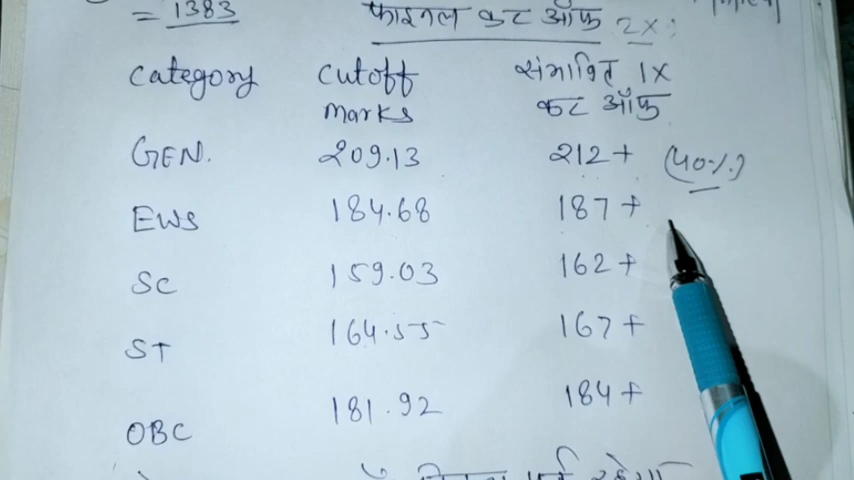 = 1383 फाइनल कट ऑफ 2X
Category Cutoff Marks संभावित 1X कट ऑफ
GEN. 209.13 212+ (40%)
EWS 184.68 187+
SC 159.03 162+
ST 164.55 167+
OBC 181.92 184+